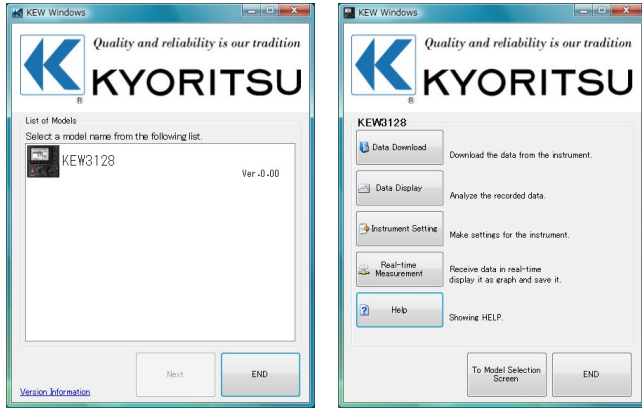 KEW Windows
Quality and reliability is our tradition
KYORITSU
®
List of Models
Select a model name from the following list.
KEW3128
Ver.0.00
Next
END
Version Information
KEW Windows
Quality and reliability is our tradition
KYORITSU
®
KEW3128
Data Download
Download the data from the instrument.
Data Display
Analyze the recorded data.
Instrument Setting
Make settings for the instrument.
Real-time
Measurement
Receive data in real-time
display it as graph and save it.
Help
Showing HELP.
To Model Selection
Screen
END